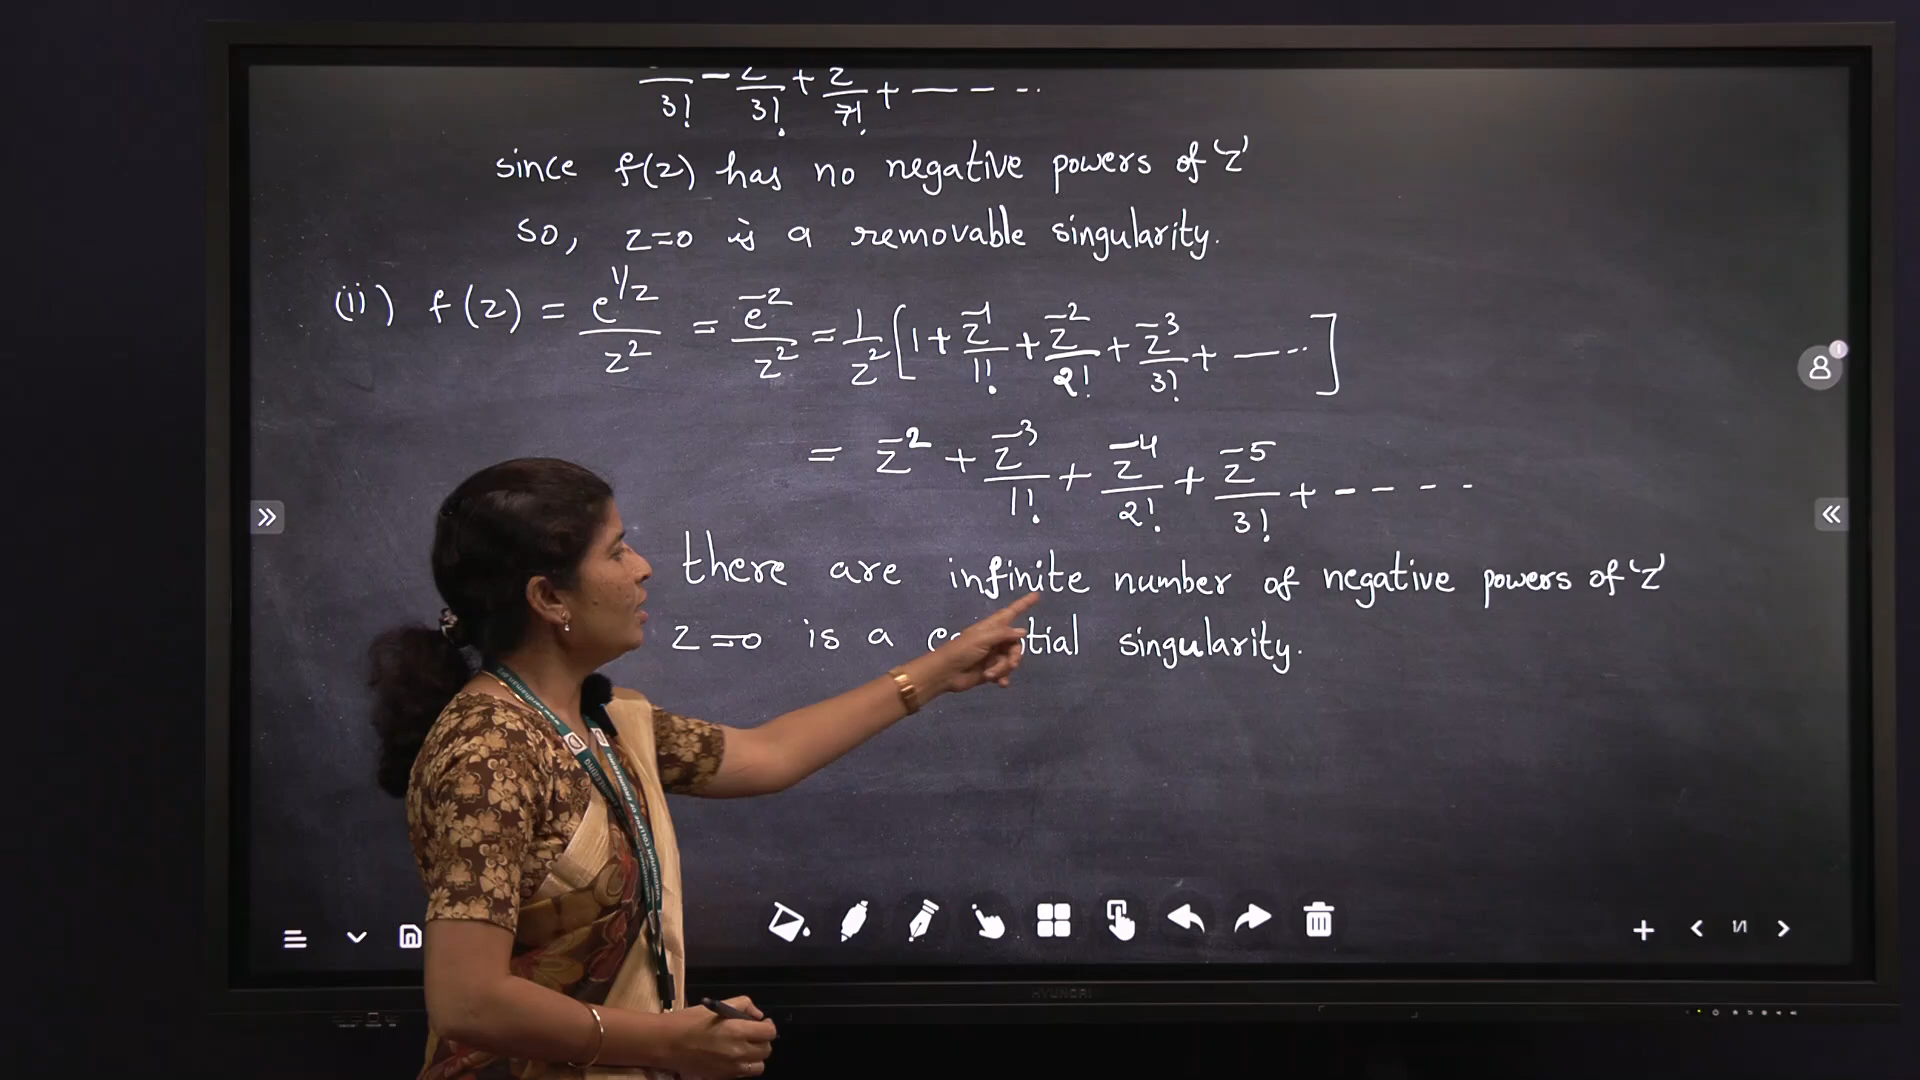 /3! - z/3! + z/7! + — - - ..
since f(z) has no negative powers of 'z'
so, z=0 is a removable singularity.
(ii) f(z) = e^{1/z}/z² = e^{-z}/z² = 1/z² [1 + z^{-1}/1! + z^{-2}/2! + z^{-3}/3! + — - ..]
= z^{-2} + z^{-3}/1! + z^{-4}/2! + z^{-5}/3! + - - - -
there are infinite number of negative powers of 'z'
z=0 is a singularity.
1/1
HYUNDAI